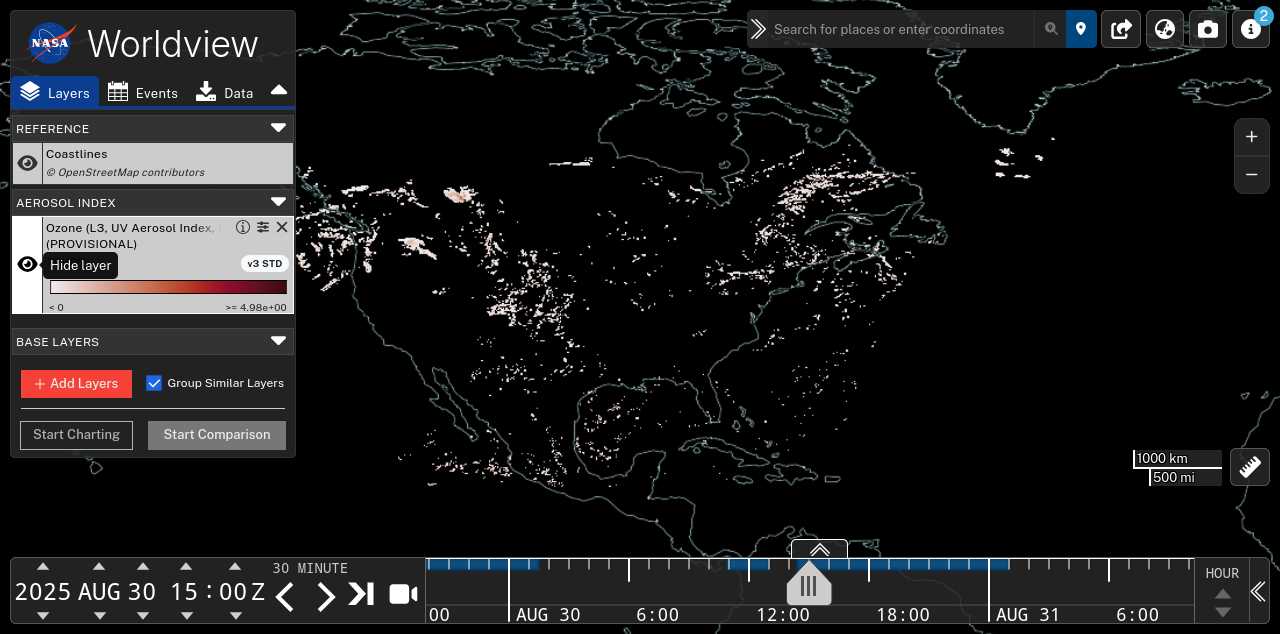 NASA Worldview
Search for places or enter coordinates
2
Layers Events Data
REFERENCE
Coastlines
© OpenStreetMap contributors
AEROSOL INDEX
Ozone (L3, UV Aerosol Index,
(PROVISIONAL)
Hide layer
v3 STD
< 0 >= 4.98e+00
BASE LAYERS
+ Add Layers Group Similar Layers
Start Charting Start Comparison
+
−
1000 km
500 mi
2025 AUG 30 15:00 Z
30 MINUTE
00 AUG 30 6:00 12:00 18:00 AUG 31 6:00
HOUR